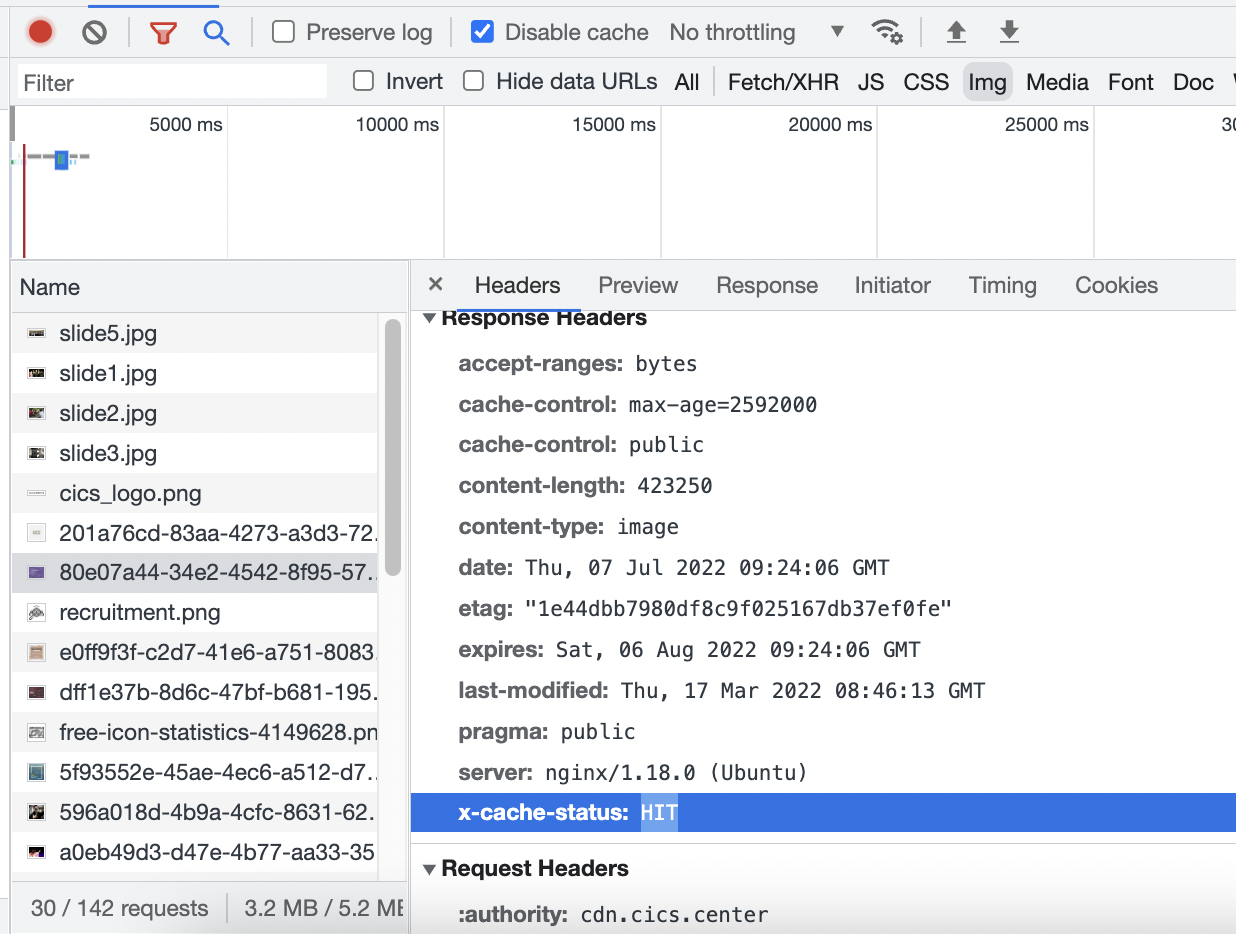 Preserve log Disable cache No throttling
Filter Invert Hide data URLs All Fetch/XHR JS CSS Img Media Font Doc
5000 ms 10000 ms 15000 ms 20000 ms 25000 ms
Name
slide5.jpg
slide1.jpg
slide2.jpg
slide3.jpg
cics_logo.png
201a76cd-83aa-4273-a3d3-72.
80e07a44-34e2-4542-8f95-57..
recruitment.png
e0ff9f3f-c2d7-41e6-a751-8083
dff1e37b-8d6c-47bf-b681-195.
free-icon-statistics-4149628.pn
5f93552e-45ae-4ec6-a512-d7..
596a018d-4b9a-4cfc-8631-62.
a0eb49d3-d47e-4b77-aa33-35
30 / 142 requests 3.2 MB / 5.2 ME
Headers Preview Response Initiator Timing Cookies
Response Headers
accept-ranges: bytes
cache-control: max-age=2592000
cache-control: public
content-length: 423250
content-type: image
date: Thu, 07 Jul 2022 09:24:06 GMT
etag: "1e44dbb7980df8c9f025167db37ef0fe"
expires: Sat, 06 Aug 2022 09:24:06 GMT
last-modified: Thu, 17 Mar 2022 08:46:13 GMT
pragma: public
server: nginx/1.18.0 (Ubuntu)
x-cache-status: HIT
Request Headers
:authority: cdn.cics.center